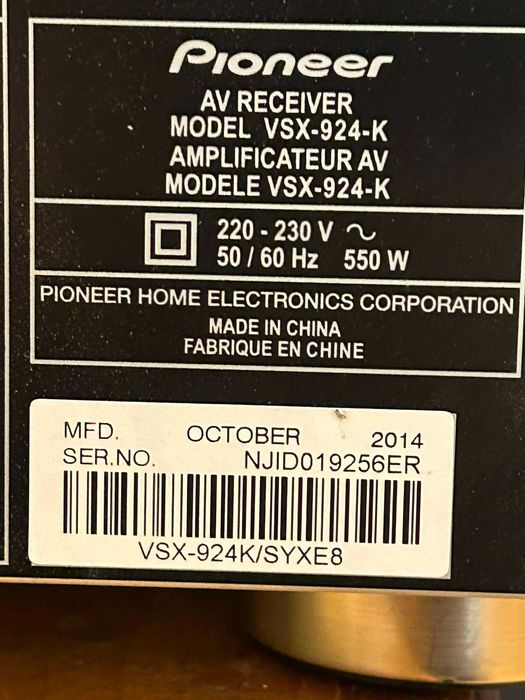 Pioneer
AV RECEIVER
MODEL VSX-924-K
AMPLIFICATEUR AV
MODELE VSX-924-K
220 - 230 V ~
50 / 60 Hz 550 W
PIONEER HOME ELECTRONICS CORPORATION
MADE IN CHINA
FABRIQUE EN CHINE
MFD. OCTOBER 2014
SER.NO. NJID019256ER
VSX-924K/SYXE8